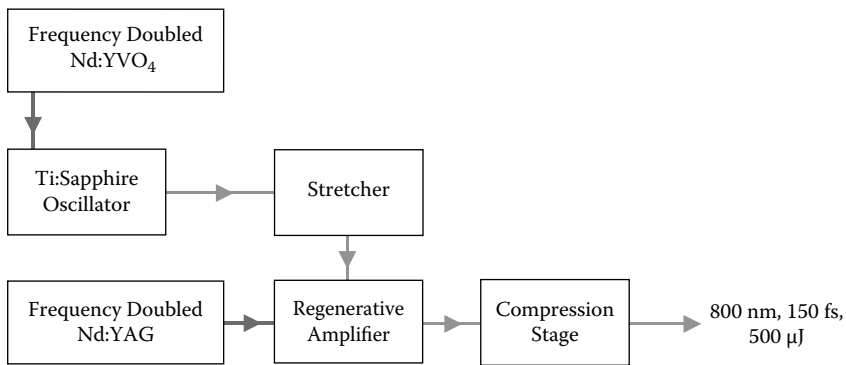 Frequency Doubled
Nd:YVO₄
Ti:Sapphire
Oscillator
Stretcher
Frequency Doubled
Nd:YAG
Regenerative
Amplifier
Compression
Stage
800 nm, 150 fs,
500 µJ